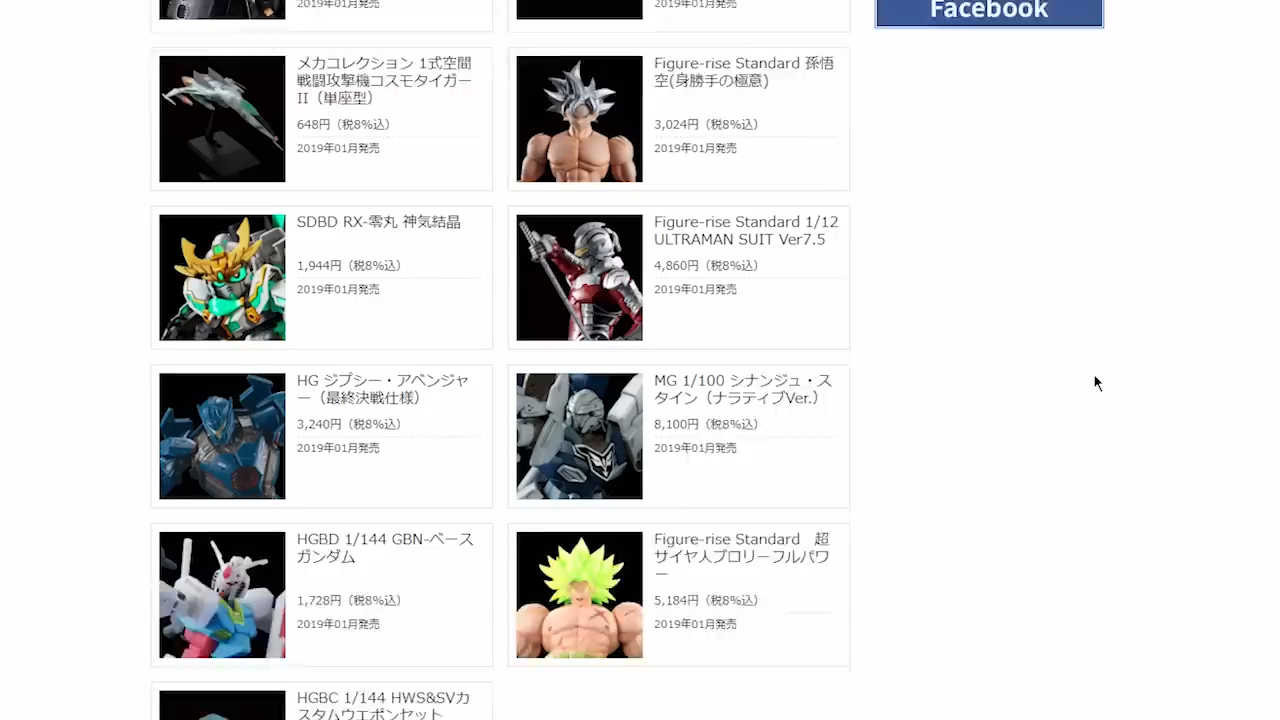 2019年01月発売
2019年01月発売
Facebook
メカコレクション 1式空間
戦闘攻撃機コスモタイガー
II（単座型）
648円（税8%込）
2019年01月発売
Figure-rise Standard 孫悟
空(身勝手の極意)
3,024円（税8%込）
2019年01月発売
SDBD RX-零丸 神気結晶
1,944円（税8%込）
2019年01月発売
Figure-rise Standard 1/12
ULTRAMAN SUIT Ver7.5
4,860円（税8%込）
2019年01月発売
HG ジプシー・アベンジャ
ー（最終決戦仕様）
3,240円（税8%込）
2019年01月発売
MG 1/100 シナンジュ・ス
タイン（ナラティブVer.）
8,100円（税8%込）
2019年01月発売
HGBD 1/144 GBN-ベース
ガンダム
1,728円（税8%込）
2019年01月発売
Figure-rise Standard　超
サイヤ人ブロリーフルパワ
ー
5,184円（税8%込）
2019年01月発売
HGBC 1/144 HWS&SVカ
スタムウエポンセット